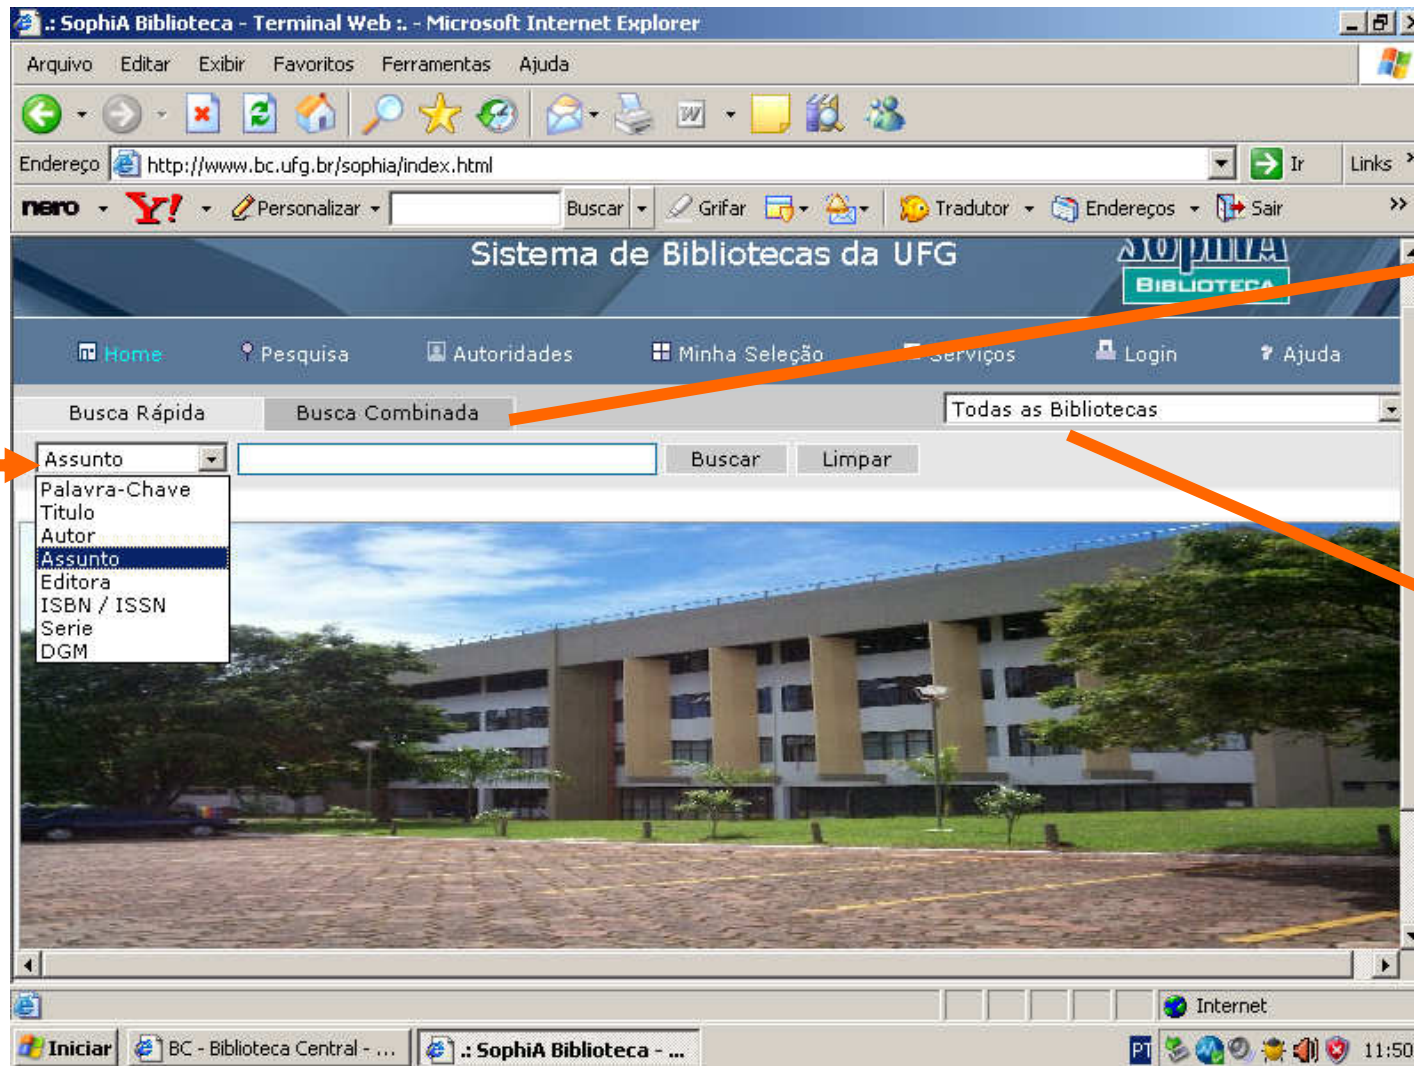 .: SophiA Biblioteca - Terminal Web :. - Microsoft Internet Explorer
Arquivo Editar Exibir Favoritos Ferramentas Ajuda
W
Endereço http://www.bc.ufg.br/sophia/index.html Ir Links
nero Y! Personalizar Buscar Grifar Tradutor Endereços Sair
Sistema de Bibliotecas da UFG SophiA
BIBLIOTECA
Home Pesquisa Autoridades Minha Seleção Serviços Login Ajuda
Busca Rápida Busca Combinada Todas as Bibliotecas
Assunto Buscar Limpar
Palavra-Chave
Titulo
Autor
Assunto
Editora
ISBN / ISSN
Serie
DGM
Internet
Iniciar BC - Biblioteca Central - ... .: SophiA Biblioteca - ... PT 11:50